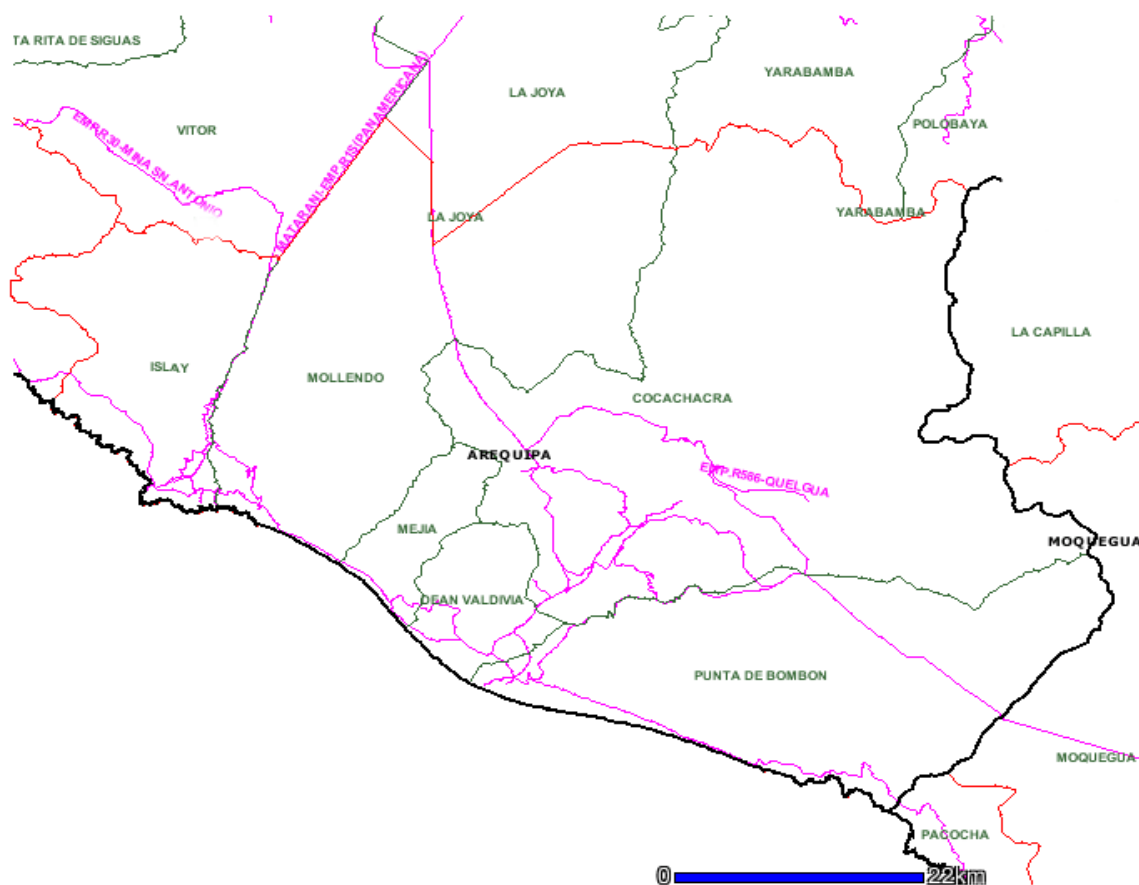 TA RITA DE SIGUAS
YARABAMBA
LA JOYA
MATARANI-EMP.R1S(PANAMERICANA)
POLOBAYA
VITOR
EMP.R30-MINA SN.ANTONIO
LA JOYA
YARABAMBA
LA CAPILLA
ISLAY
MOLLENDO
COCACHACRA
AREQUIPA
EMP.R566-QUELGUA
MEJIA
MOQUEGUA
DEAN VALDIVIA
PUNTA DE BOMBON
MOQUEGUA
PACOCHA
0 22km